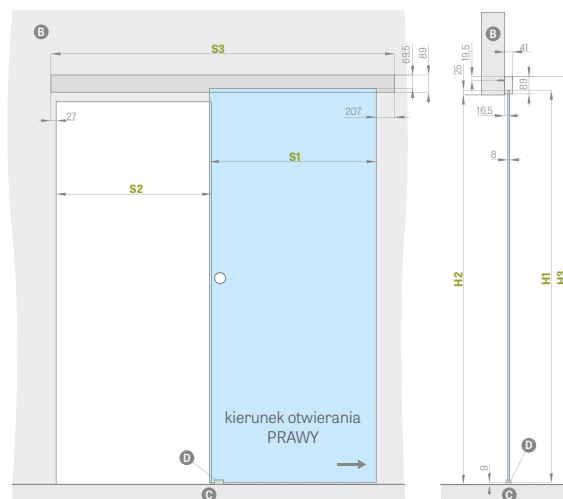 B
S3
69,5
89
27
207
S1
S2
kierunek otwierania
PRAWY
D
C
B
41
19,5
25
89
16,5
8
H2
H1
H3
9
D
C